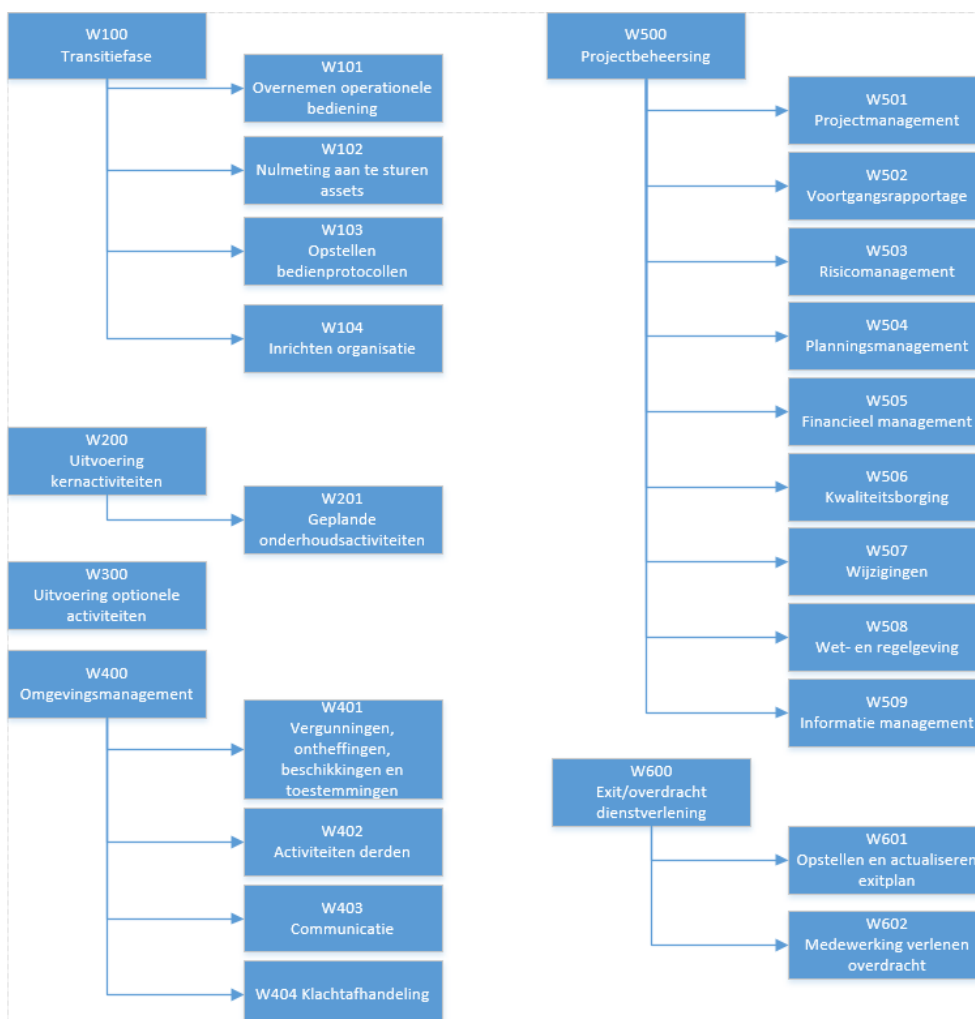 W100
Transitiefase
W101
Overnemen operationele
bediening
W102
Nulmeting aan te sturen
assets
W103
Opstellen
bedienprotocollen
W104
Inrichten organisatie
W200
Uitvoering
kernactiviteiten
W201
Geplande
onderhoudsactiviteiten
W300
Uitvoering optionele
activiteiten
W400
Omgevingsmanagement
W401
Vergunningen,
ontheffingen,
beschikkingen en
toestemmingen
W402
Activiteiten derden
W403
Communicatie
W404 Klachtafhandeling
W500
Projectbeheersing
W501
Projectmanagement
W502
Voortgangsrapportage
W503
Risicomanagement
W504
Planningsmanagement
W505
Financieel management
W506
Kwaliteitsborging
W507
Wijzigingen
W508
Wet- en regelgeving
W509
Informatie management
W600
Exit/overdracht
dienstverlening
W601
Opstellen en actualiseren
exitplan
W602
Medewerking verlenen
overdracht